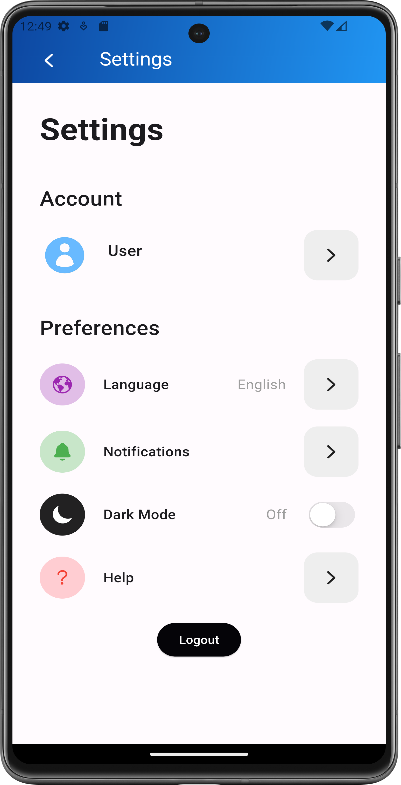 12:49
Settings
Settings
Account
User
Preferences
Language English
Notifications
Dark Mode Off
? Help
Logout